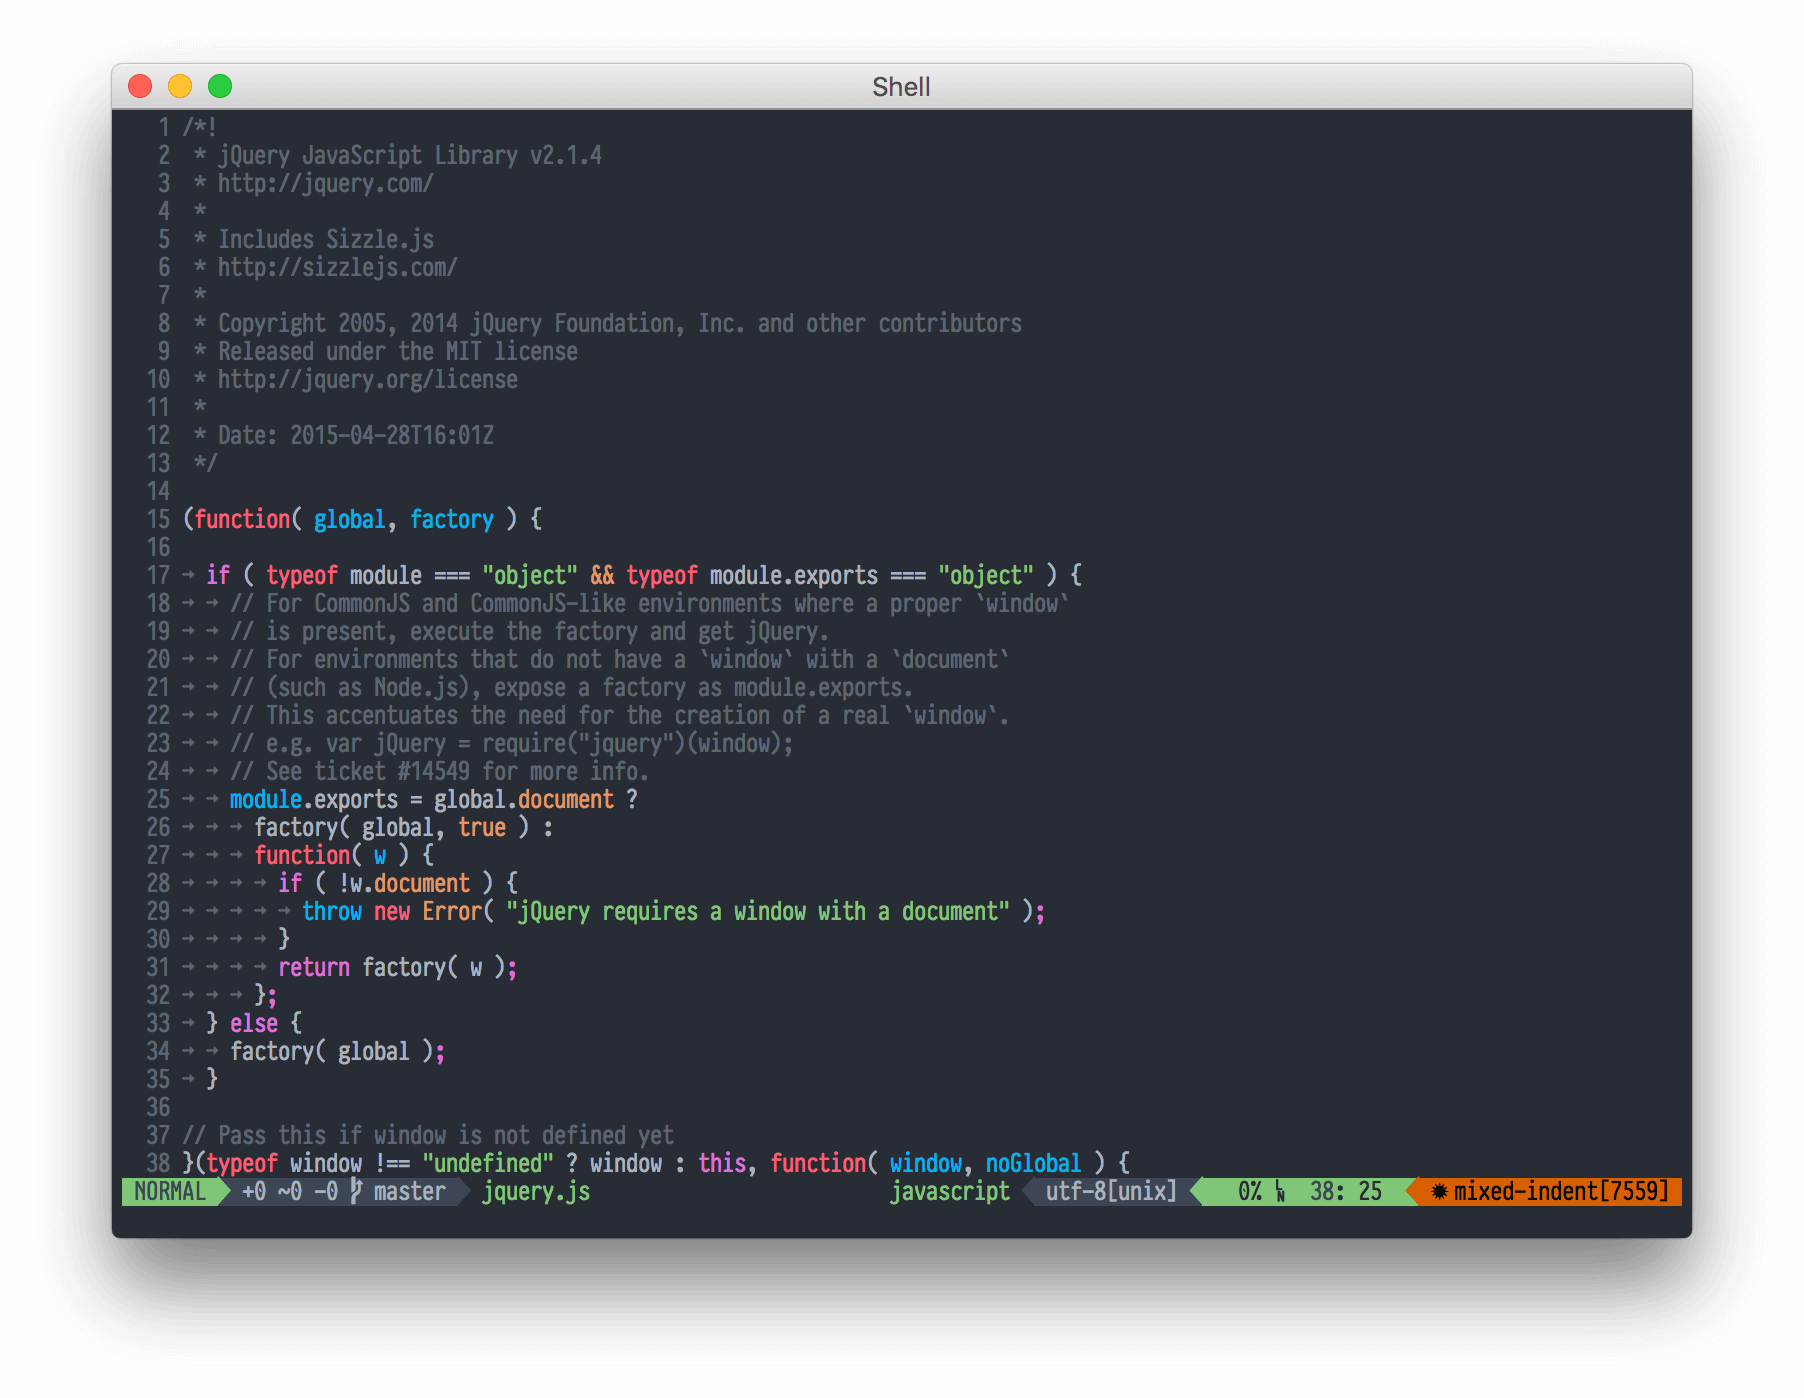 Shell
1 /*!
2  * jQuery JavaScript Library v2.1.4
3  * http://jquery.com/
4  *
5  * Includes Sizzle.js
6  * http://sizzlejs.com/
7  *
8  * Copyright 2005, 2014 jQuery Foundation, Inc. and other contributors
9  * Released under the MIT license
10  * http://jquery.org/license
11  *
12  * Date: 2015-04-28T16:01Z
13  */
14
15 (function( global, factory ) {
16
17 → if ( typeof module === "object" && typeof module.exports === "object" ) {
18 → → // For CommonJS and CommonJS-like environments where a proper `window`
19 → → // is present, execute the factory and get jQuery.
20 → → // For environments that do not have a `window` with a `document`
21 → → // (such as Node.js), expose a factory as module.exports.
22 → → // This accentuates the need for the creation of a real `window`.
23 → → // e.g. var jQuery = require("jquery")(window);
24 → → // See ticket #14549 for more info.
25 → → module.exports = global.document ?
26 → → → factory( global, true ) :
27 → → → function( w ) {
28 → → → → if ( !w.document ) {
29 → → → → → throw new Error( "jQuery requires a window with a document" );
30 → → → → }
31 → → → → return factory( w );
32 → → → };
33 → } else {
34 → → factory( global );
35 → }
36
37 // Pass this if window is not defined yet
38 }(typeof window !== "undefined" ? window : this, function( window, noGlobal ) {
NORMAL +0 ~0 -0 master jquery.js javascript utf-8[unix] 0% LN 38: 25 ✹ mixed-indent[7559]